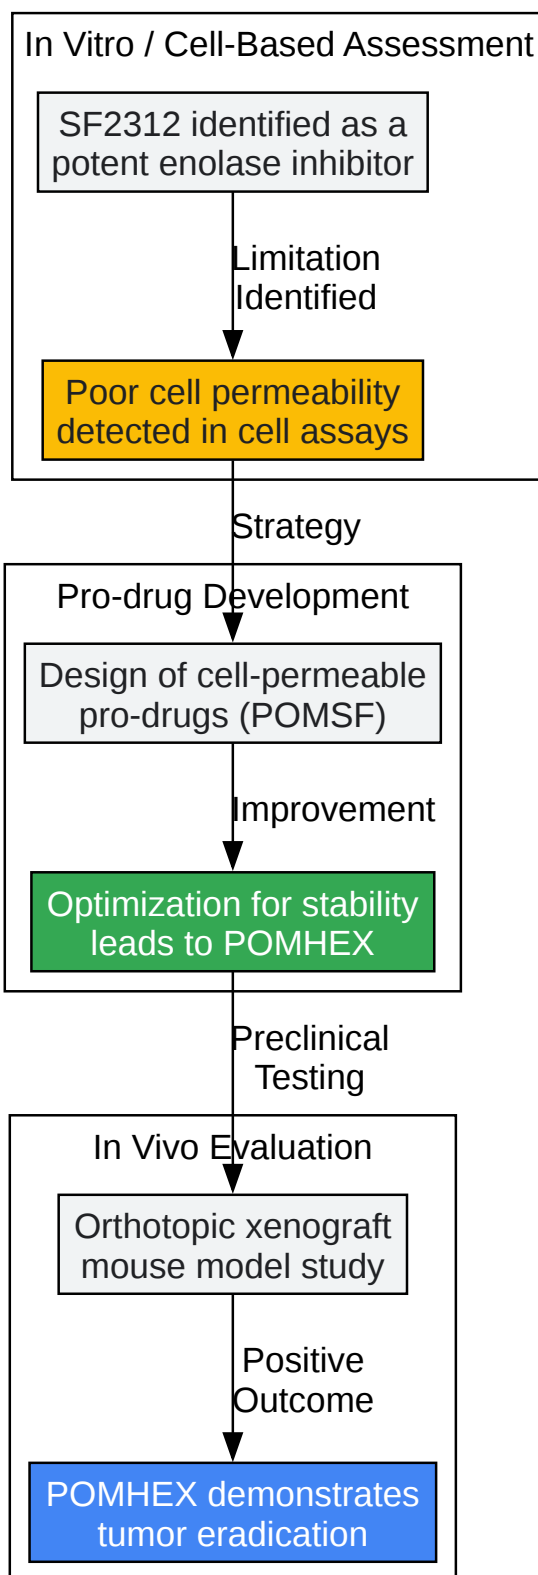 In Vitro / Cell-Based Assessment
SF2312 identified as a
potent enolase inhibitor
Limitation
Identified
Poor cell permeability
detected in cell assays
Strategy
Pro-drug Development
Design of cell-permeable
pro-drugs (POMSF)
Improvement
Optimization for stability
leads to POMHEX
Preclinical
Testing
In Vivo Evaluation
Orthotopic xenograft
mouse model study
Positive
Outcome
POMHEX demonstrates
tumor eradication